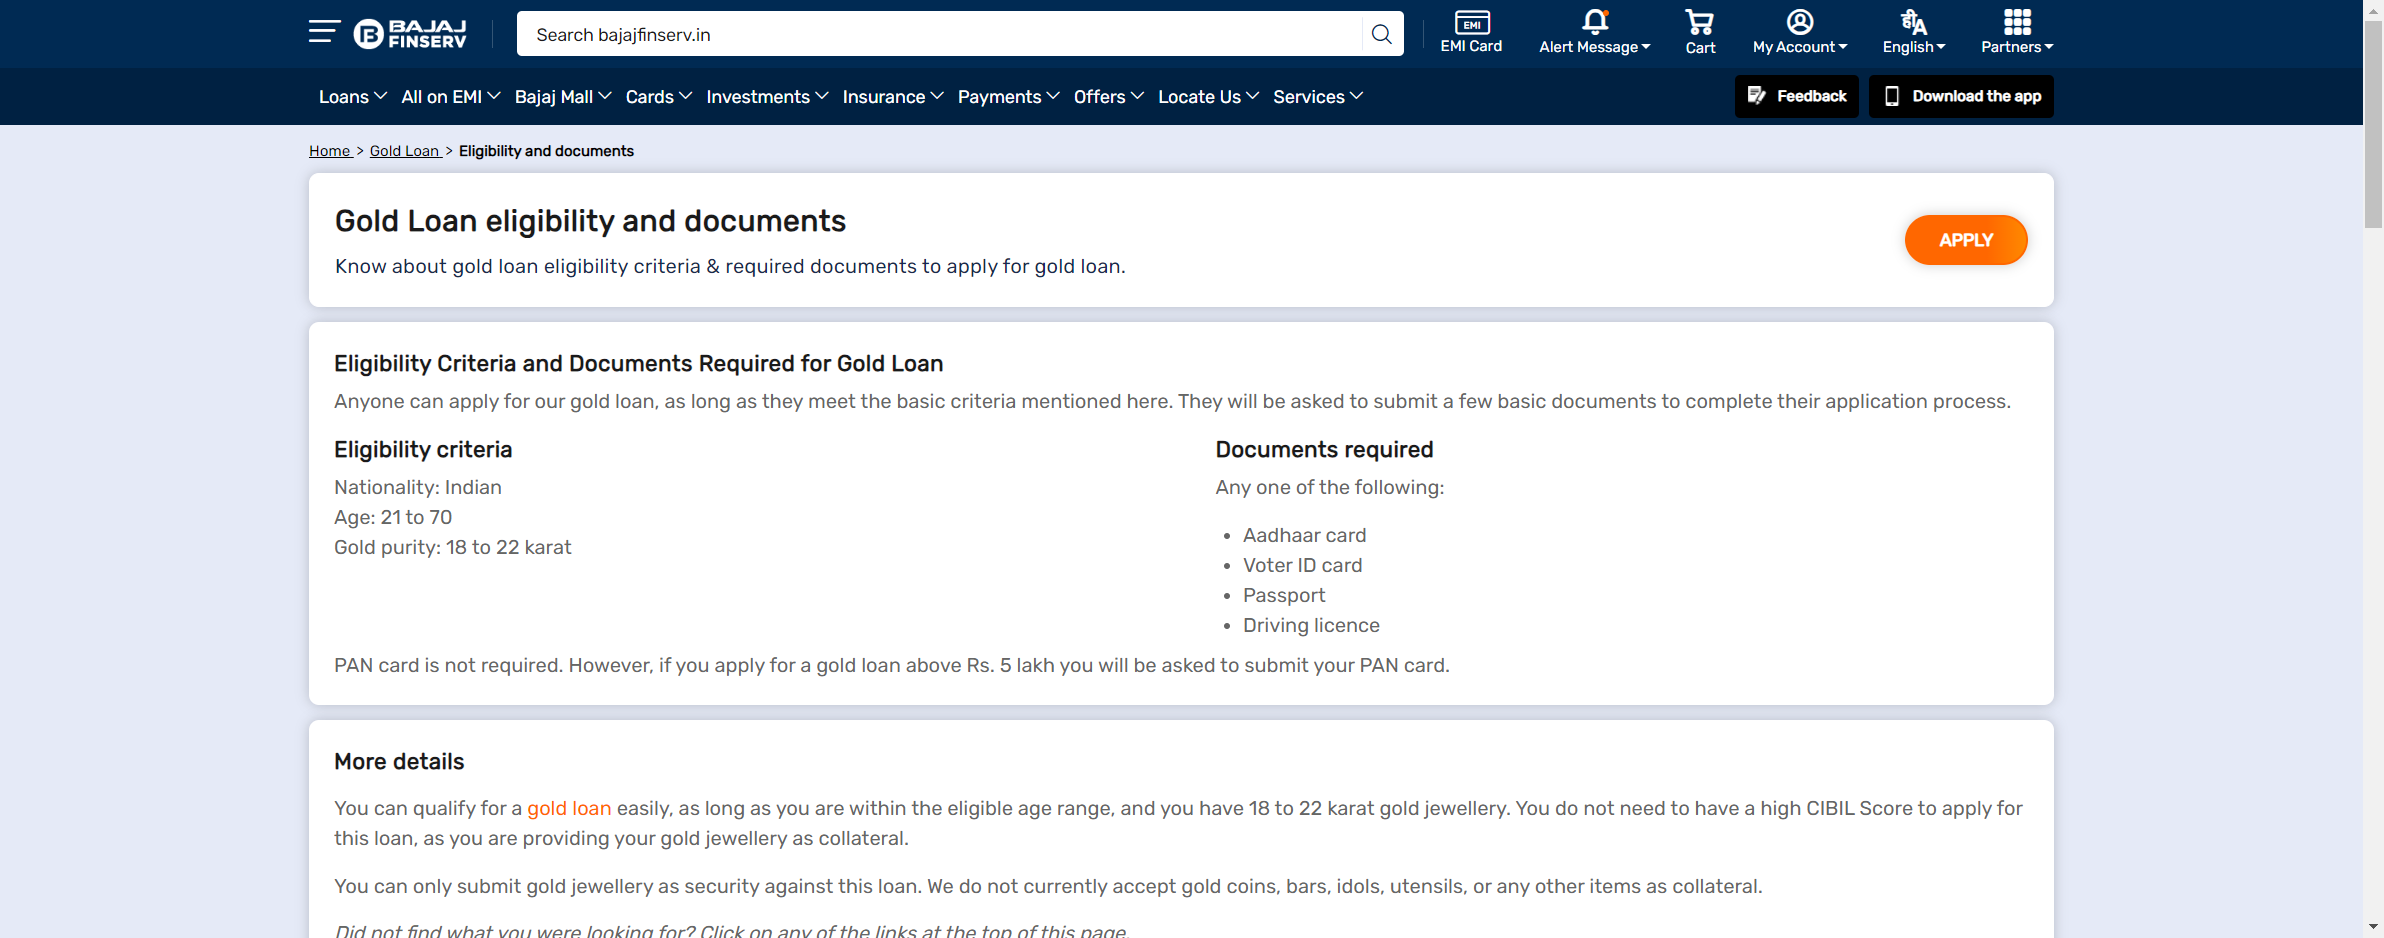 BAJAJ
FINSERV
Search bajajfinserv.in
EMI
EMI Card
Alert Message
Cart
My Account
ही A
English
Partners
Loans All on EMI Bajaj Mall Cards Investments Insurance Payments Offers Locate Us Services
Feedback
Download the app
Home > Gold Loan > Eligibility and documents
Gold Loan eligibility and documents
Know about gold loan eligibility criteria & required documents to apply for gold loan.
APPLY
Eligibility Criteria and Documents Required for Gold Loan
Anyone can apply for our gold loan, as long as they meet the basic criteria mentioned here. They will be asked to submit a few basic documents to complete their application process.
Eligibility criteria
Nationality: Indian
Age: 21 to 70
Gold purity: 18 to 22 karat
Documents required
Any one of the following:
• Aadhaar card
• Voter ID card
• Passport
• Driving licence
PAN card is not required. However, if you apply for a gold loan above Rs. 5 lakh you will be asked to submit your PAN card.
More details
You can qualify for a gold loan easily, as long as you are within the eligible age range, and you have 18 to 22 karat gold jewellery. You do not need to have a high CIBIL Score to apply for
this loan, as you are providing your gold jewellery as collateral.
You can only submit gold jewellery as security against this loan. We do not currently accept gold coins, bars, idols, utensils, or any other items as collateral.
Did not find what you were looking for? Click on any of the links at the top of this page.